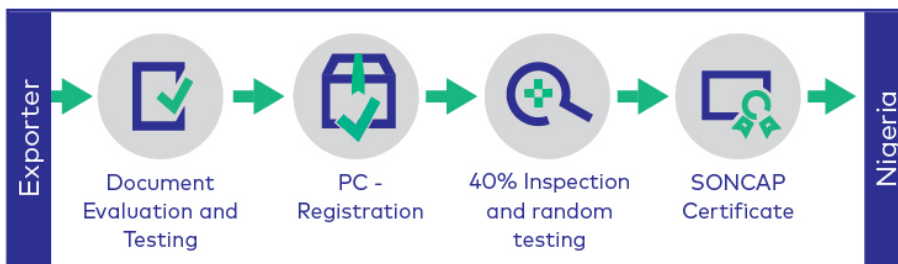 Exporter
Document
Evaluation and
Testing
PC -
Registration
40% Inspection
and random
testing
SONCAP
Certificate
Nigeria